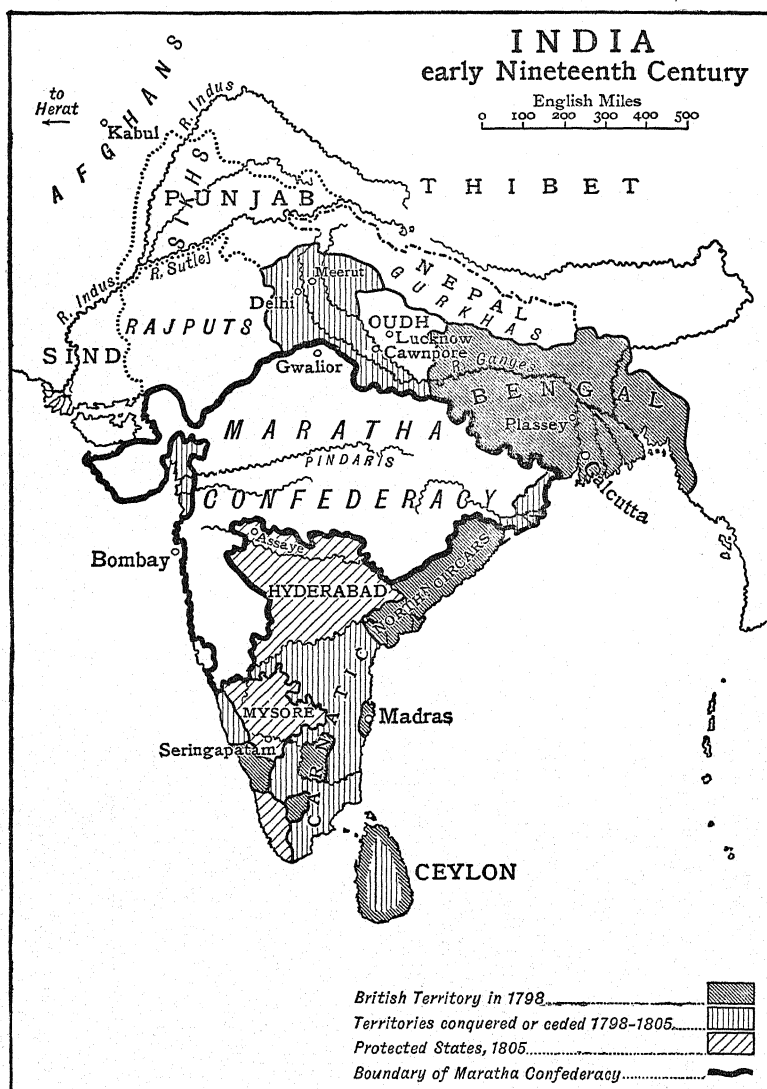 INDIA
early Nineteenth Century
English Miles
0 100 200 300 400 500
to
Herat
AFGHANS
Kabul
R. Indus
SIKHS
PUNJAB
THIBET
R. Sutlej
R. Indus
Meerut
Delhi
NEPAL
GURKHAS
RAJPUTS
OUDH
Lucknow
Cawnpore
SIND
Gwalior
R. Ganges
BENGAL
Plassey
MARATHA
PINDARIS
CONFEDERACY
Calcutta
Assaye
Bombay
HYDERABAD
NORTHN CIRCARS
CARNATIC
MYSORE
Madras
Seringapatam
CEYLON
British Territory in 1798
Territories conquered or ceded 1798-1805
Protected States, 1805
Boundary of Maratha Confederacy